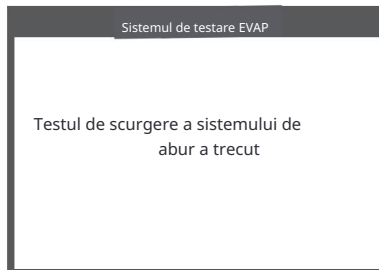 Sistemul de testare EVAP
Testul de scurgere a sistemului de
abur a trecut